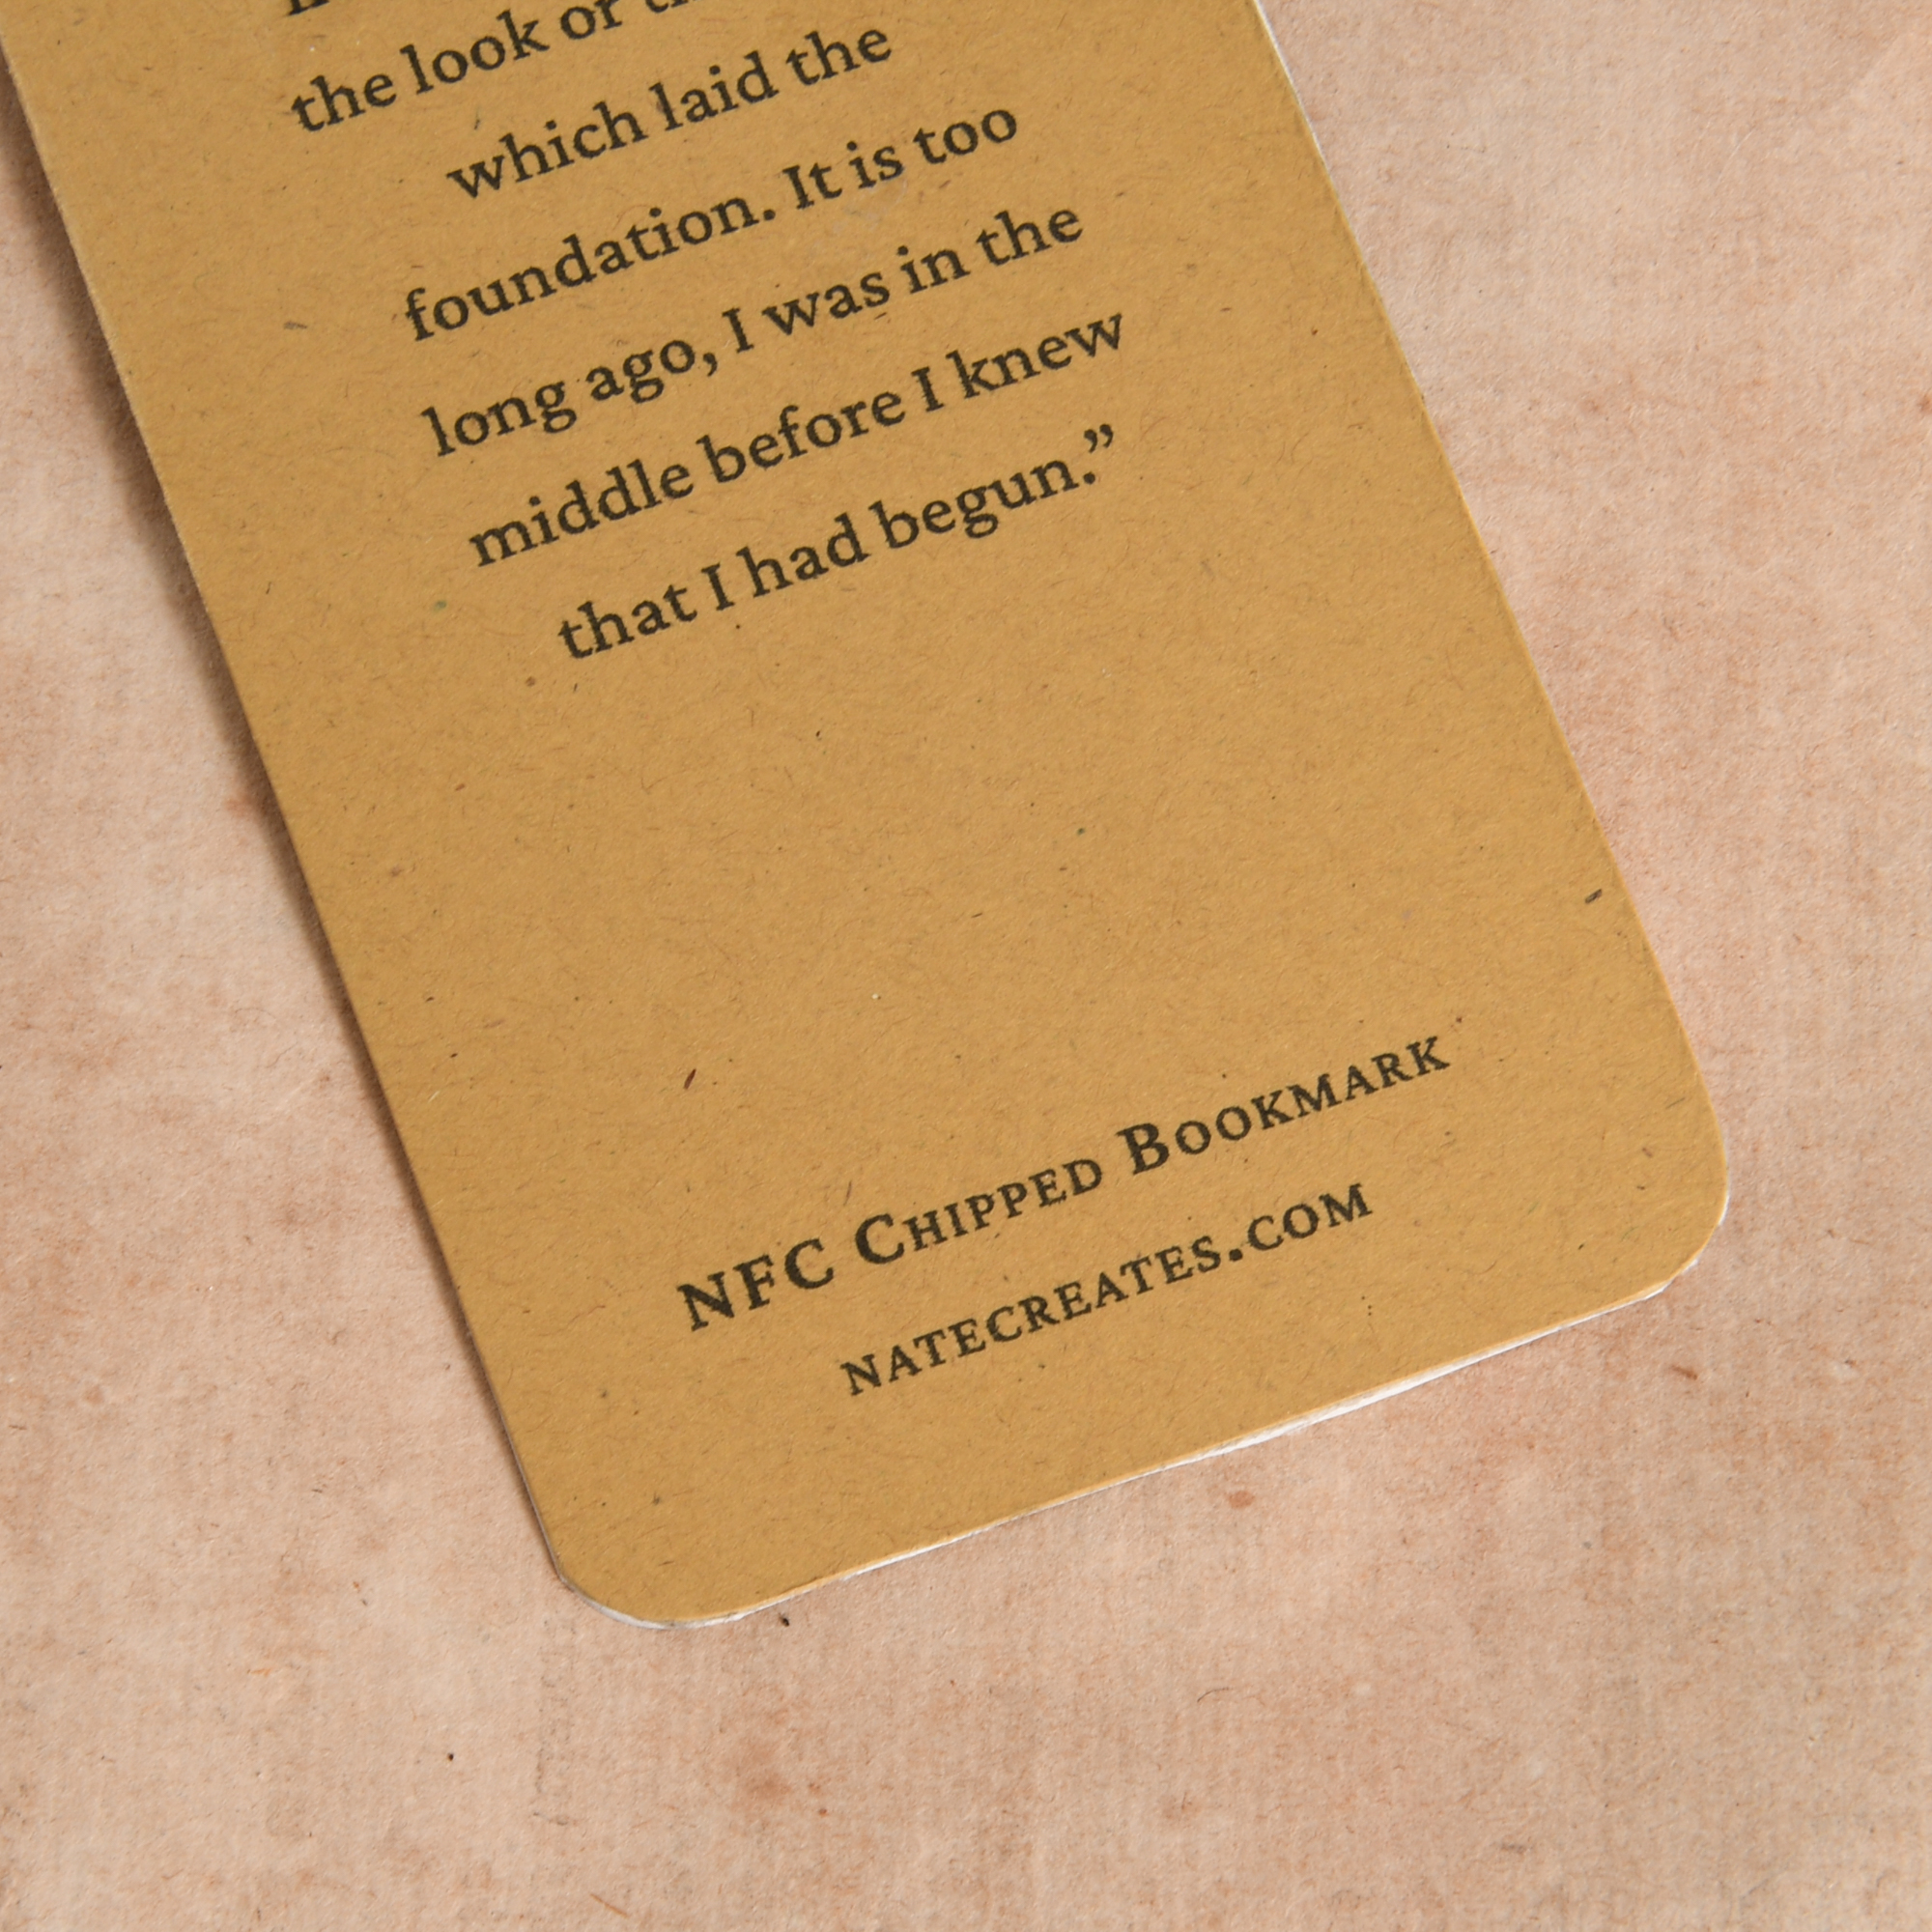 the look or
which laid the
foundation. It is too
long ago, I was in the
middle before I knew
that I had begun.”
NFC Chipped Bookmark
natecreates.com